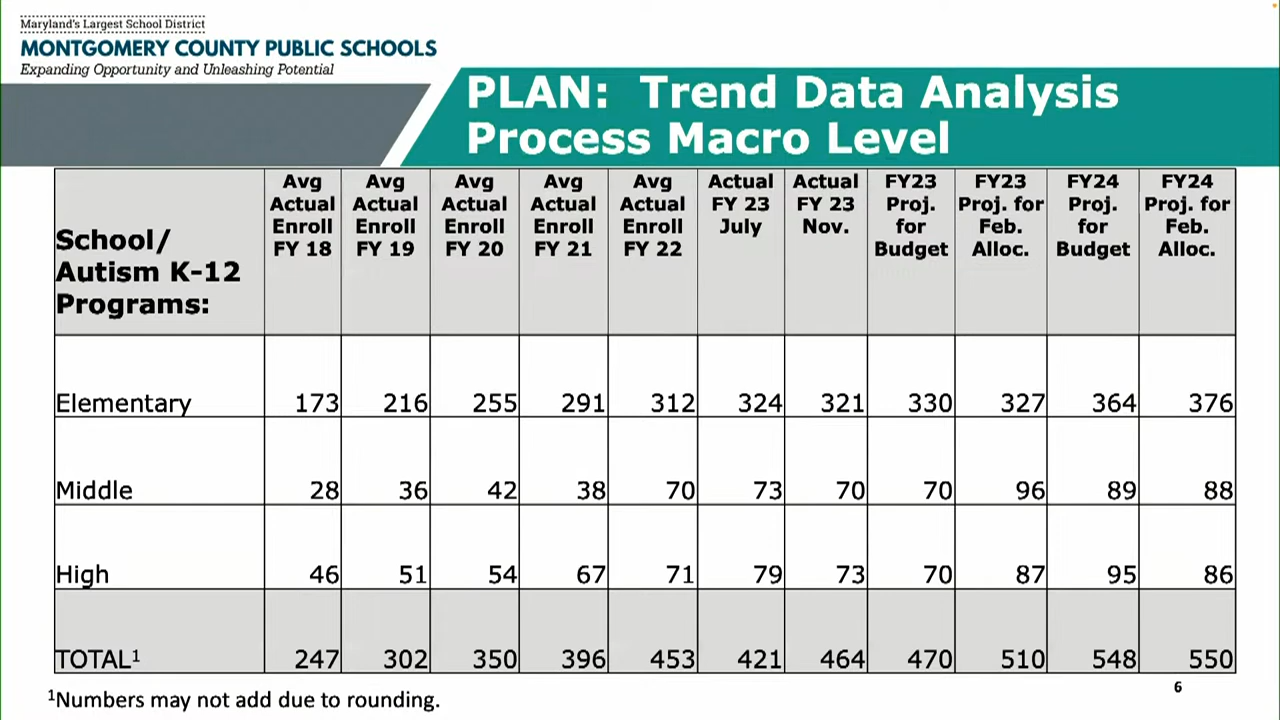 Maryland's Largest School District
MONTGOMERY COUNTY PUBLIC SCHOOLS
Expanding Opportunity and Unleashing Potential
PLAN: Trend Data Analysis
Process Macro Level
School/
Autism K-12
Programs:
Avg
Actual
Enroll
FY 18
Avg
Actual
Enroll
FY 19
Avg
Actual
Enroll
FY 20
Avg
Actual
Enroll
FY 21
Avg
Actual
Enroll
FY 22
Actual
FY 23
July
Actual
FY 23
Nov.
FY23
Proj.
for
Budget
FY23
Proj. for
Feb.
Alloc.
FY24
Proj.
for
Budget
FY24
Proj. for
Feb.
Alloc.
Elementary 173 216 255 291 312 324 321 330 327 364 376
Middle 28 36 42 38 70 73 70 70 96 89 88
High 46 51 54 67 71 79 73 70 87 95 86
TOTAL¹ 247 302 350 396 453 421 464 470 510 548 550
¹Numbers may not add due to rounding.
6